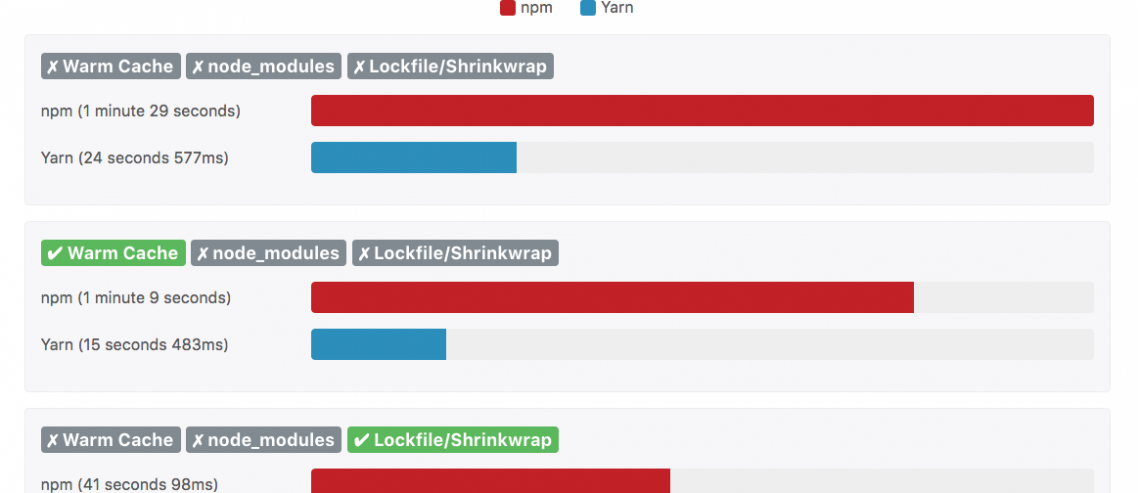 npm Yarn
✗ Warm Cache ✗ node_modules ✗ Lockfile/Shrinkwrap
npm (1 minute 29 seconds)
Yarn (24 seconds 577ms)
✔ Warm Cache ✗ node_modules ✗ Lockfile/Shrinkwrap
npm (1 minute 9 seconds)
Yarn (15 seconds 483ms)
✗ Warm Cache ✗ node_modules ✔ Lockfile/Shrinkwrap
npm (41 seconds 98ms)